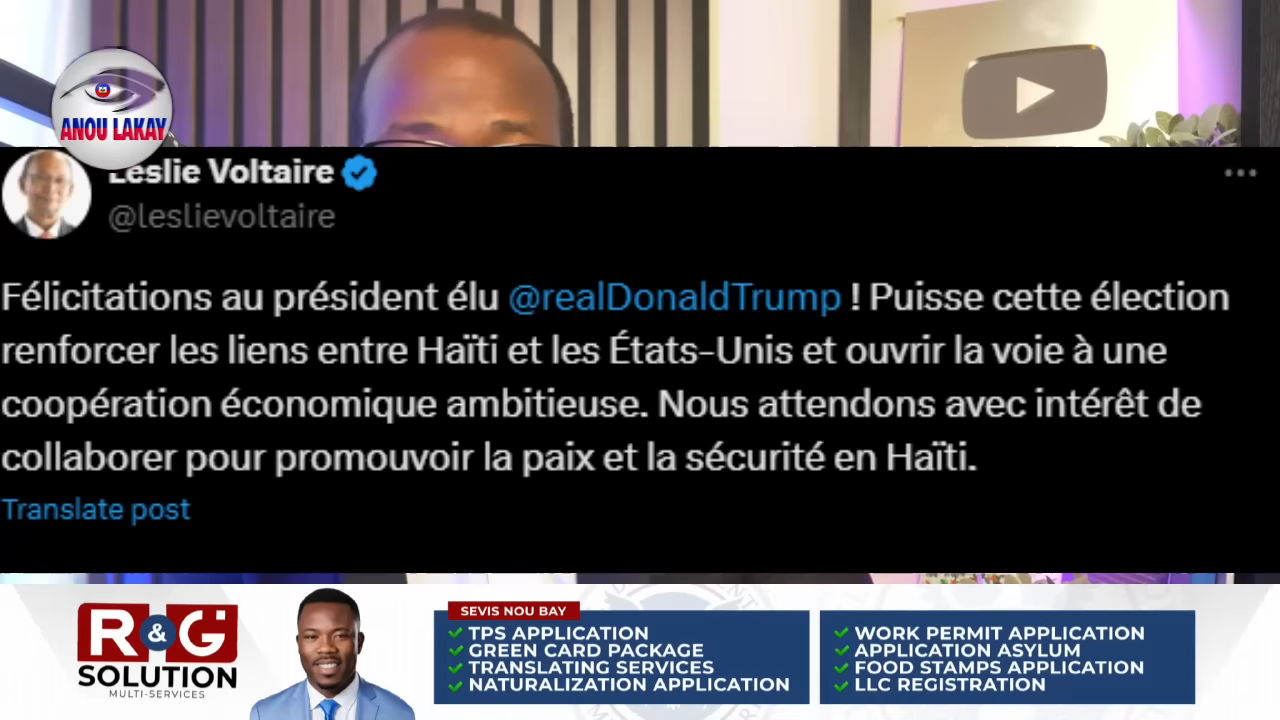 ANOU LAKAY
Leslie Voltaire
@leslievoltaire
Félicitations au président élu @realDonaldTrump ! Puisse cette élection
renforcer les liens entre Haïti et les États-Unis et ouvrir la voie à une
coopération économique ambitieuse. Nous attendons avec intérêt de
collaborer pour promouvoir la paix et la sécurité en Haïti.
Translate post
R&G
SOLUTION
MULTI-SERVICES
SEVIS NOU BAY
TPS APPLICATION
GREEN CARD PACKAGE
TRANSLATING SERVICES
NATURALIZATION APPLICATION
WORK PERMIT APPLICATION
APPLICATION ASYLUM
FOOD STAMPS APPLICATION
LLC REGISTRATION